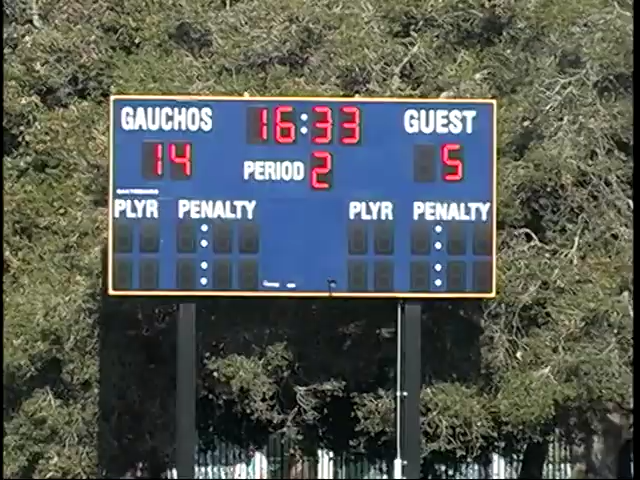 GAUCHOS 16:33 GUEST
14 PERIOD 2 5
PLYR PENALTY PLYR PENALTY